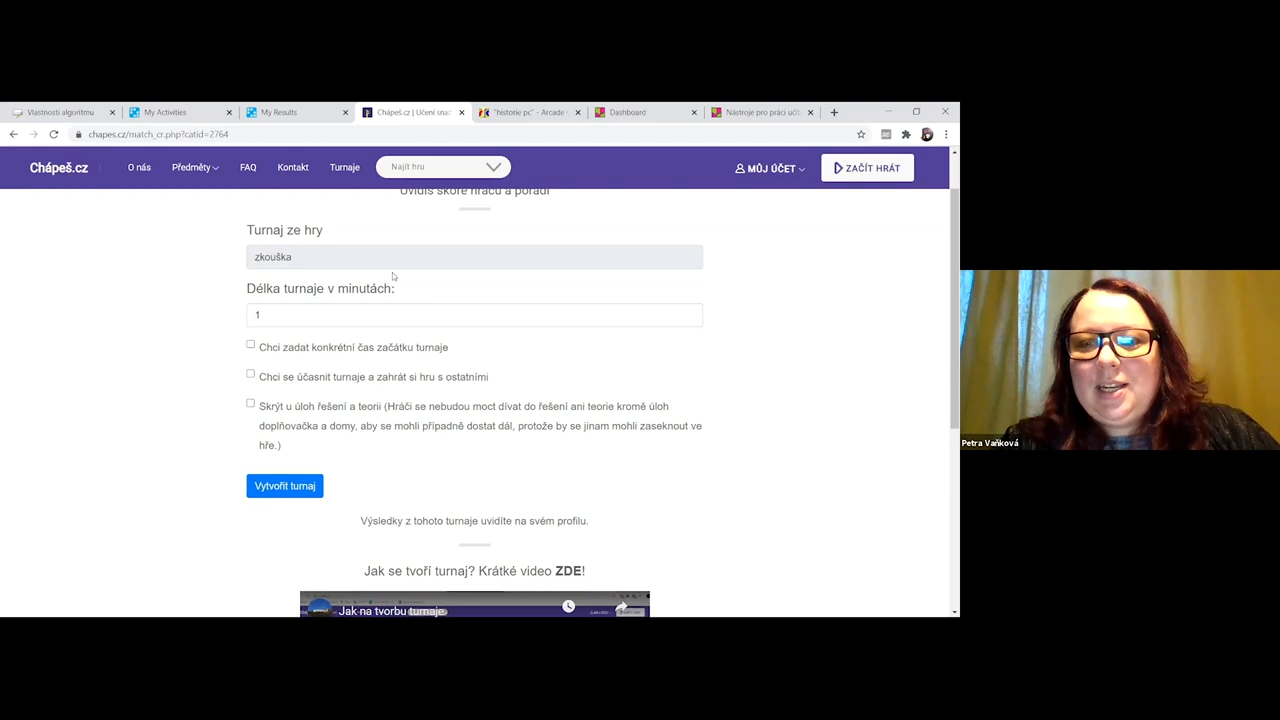 Vlastnosti algoritmu
My Activities
My Results
Chápeš.cz | Učení snad
"historie pc" - Arcade
Dashboard
Nástroje pro práci učit
chapes.cz/match_cr.php?catid=2764
Chápeš.cz
O nás
Předměty
FAQ
Kontakt
Turnaje
Najít hru
MŮJ ÚČET
ZAČÍT HRÁT
Uvidíš skóre hráčů a pořadí
Turnaj ze hry
zkouška
Délka turnaje v minutách:
1
Chci zadat konkrétní čas začátku turnaje
Chci se účasnit turnaje a zahrát si hru s ostatními
Skrýt u úloh řešení a teorii (Hráči se nebudou moct dívat do řešení ani teorie kromě úloh
doplňovačka a domy, aby se mohli případně dostat dál, protože by se jinam mohli zaseknout ve
hře.)
Vytvořit turnaj
Výsledky z tohoto turnaje uvidíte na svém profilu.
Jak se tvoří turnaj? Krátké video ZDE!
Jak na tvorbu turnaje
Petra Vaňková